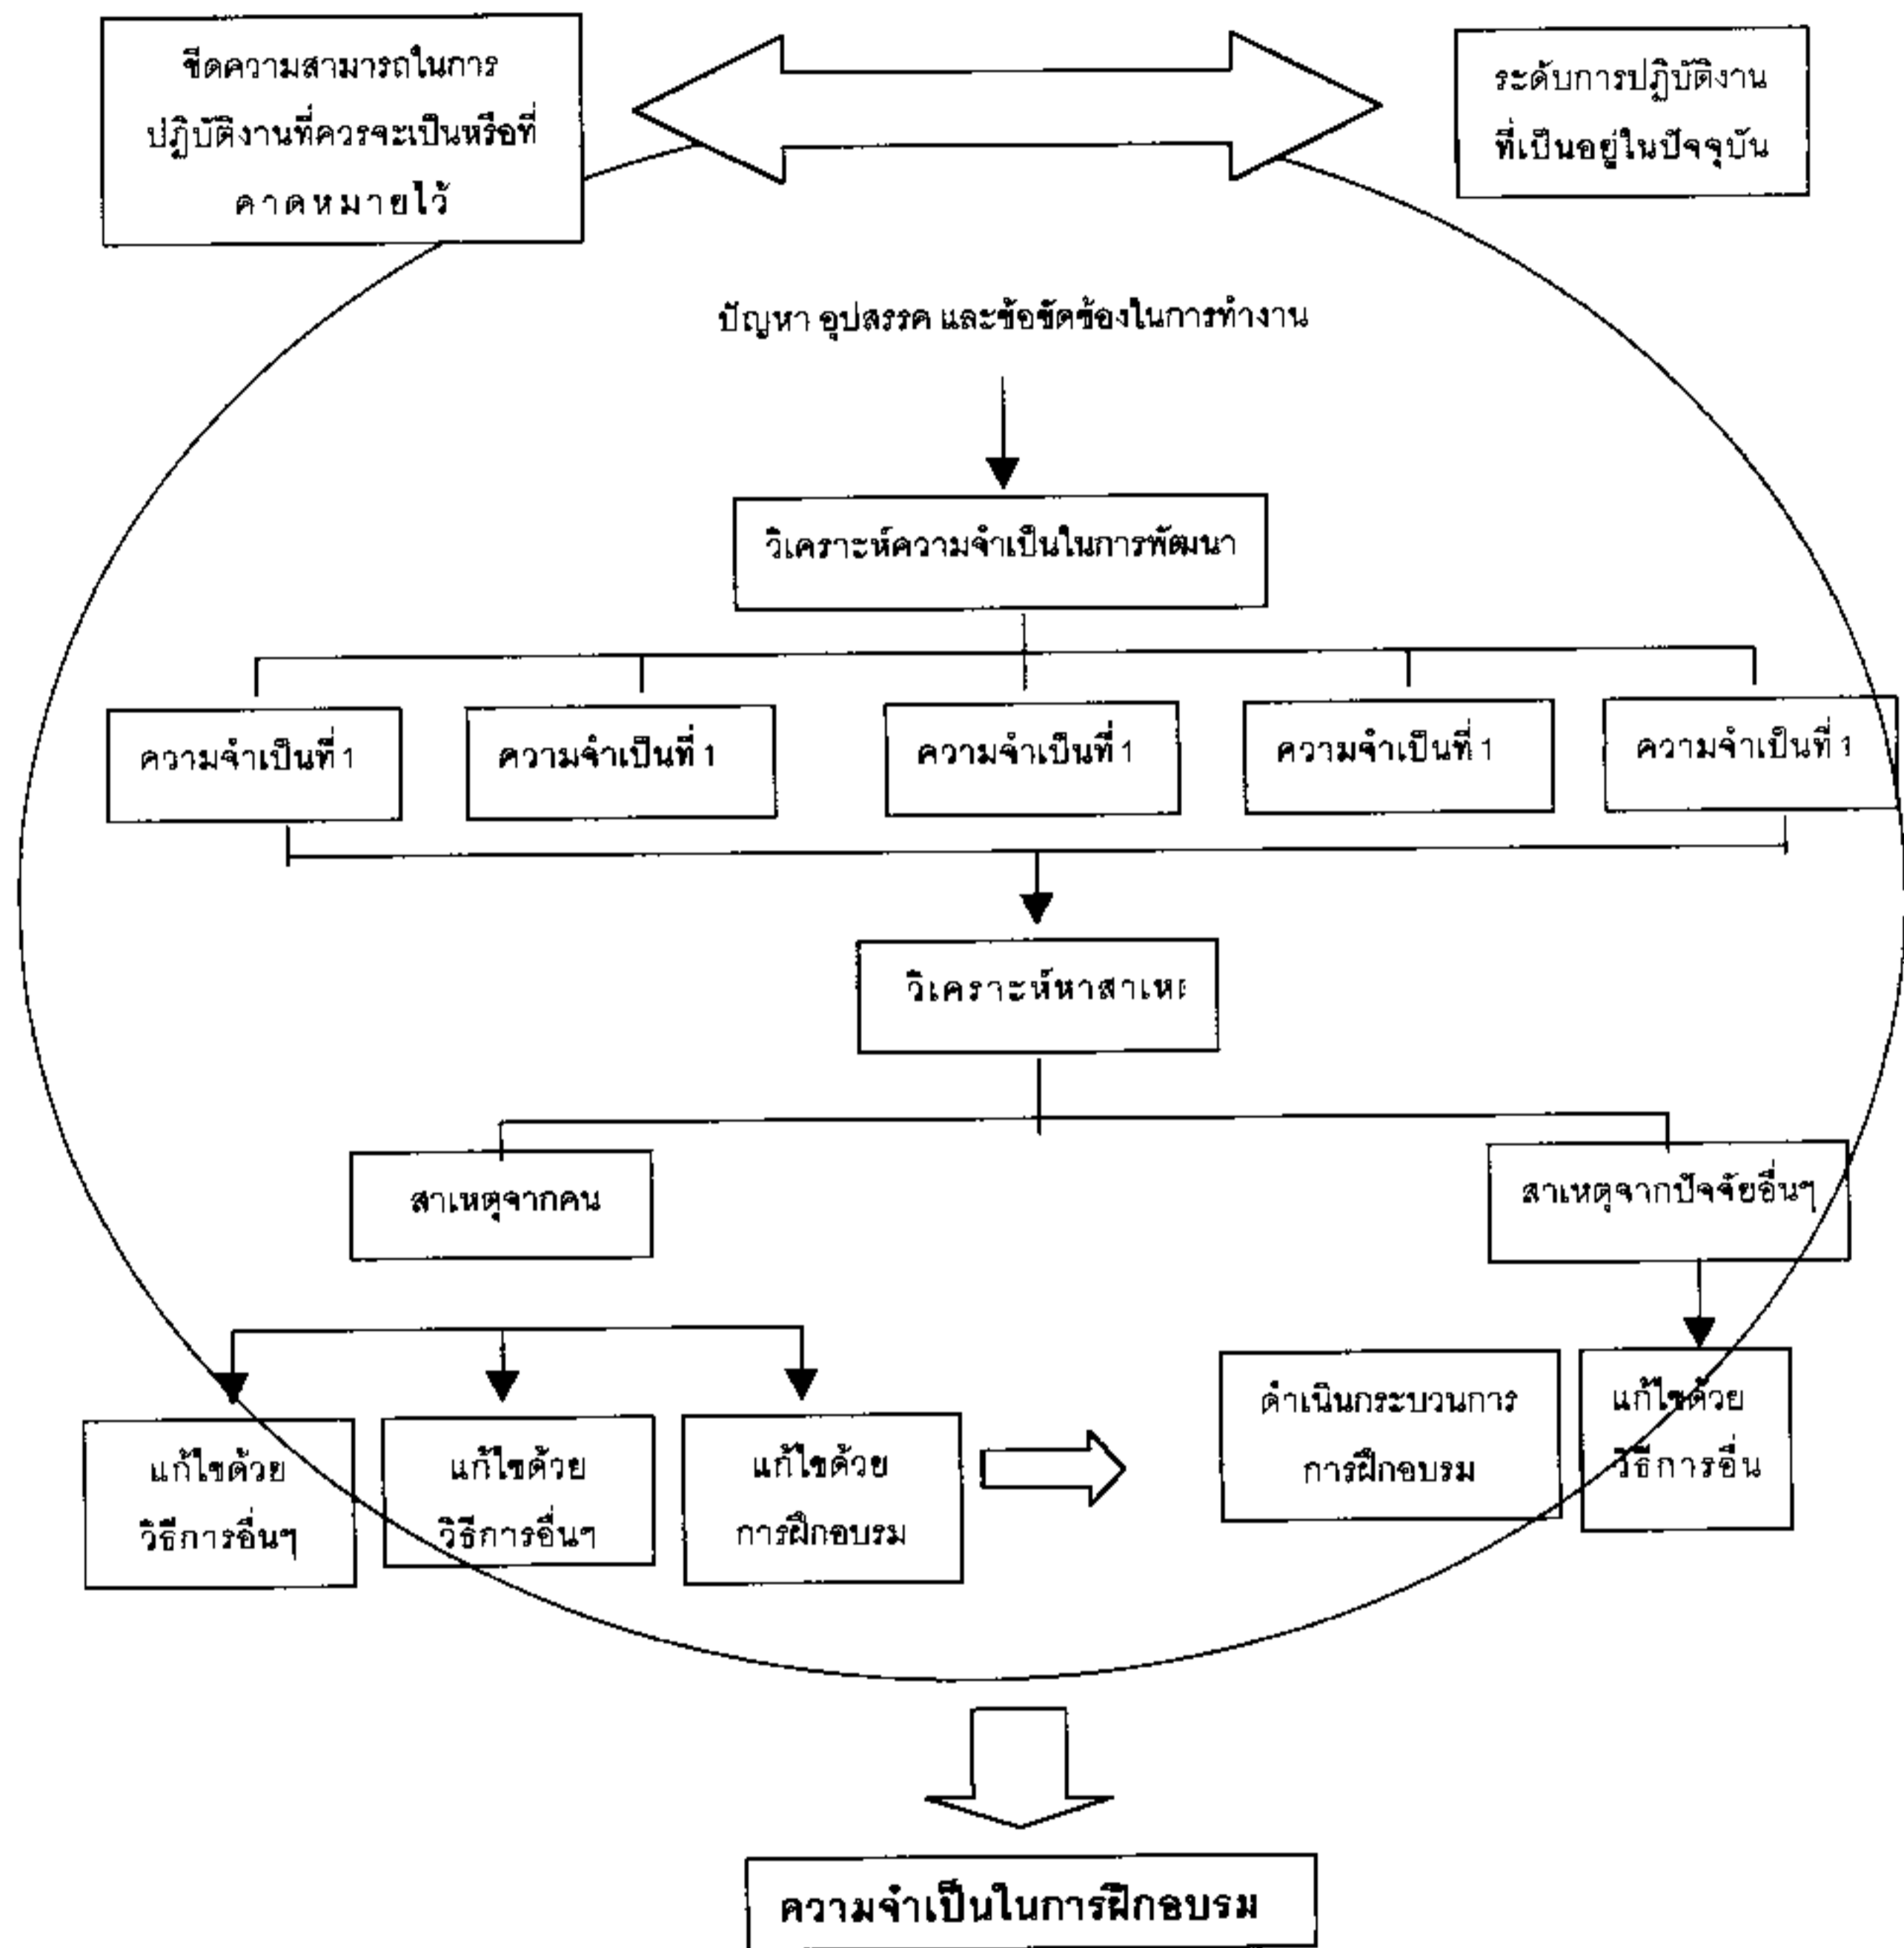 ขีดความสามารถในการ
ปฏิบัติงานที่ควรจะเป็นหรือที่
คาดหมายไว้
ระดับการปฏิบัติงาน
ที่เป็นอยู่ในปัจจุบัน
ปัญหา อุปสรรค และข้อขัดข้องในการทำงาน
วิเคราะห์ความจำเป็นในการพัฒนา
ความจำเป็นที่ 1
ความจำเป็นที่ 1
ความจำเป็นที่ 1
ความจำเป็นที่ 1
ความจำเป็นที่ 1
วิเคราะห์หาสาเหตุ
สาเหตุจากคน
สาเหตุจากปัจจัยอื่นๆ
แก้ไขด้วย
วิธีการอื่นๆ
แก้ไขด้วย
วิธีการอื่นๆ
แก้ไขด้วย
การฝึกอบรม
ดำเนินกระบวนการ
การฝึกอบรม
แก้ไขด้วย
วิธีการอื่น
ความจำเป็นในการฝึกอบรม